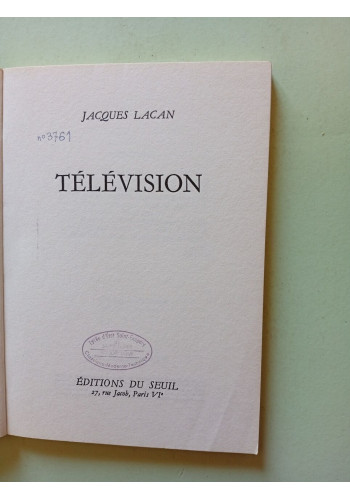 JACQUES LACAN
nº 3761
TÉLÉVISION
ÉDITIONS DU SEUIL
27, rue Jacob, Paris VIᵉ